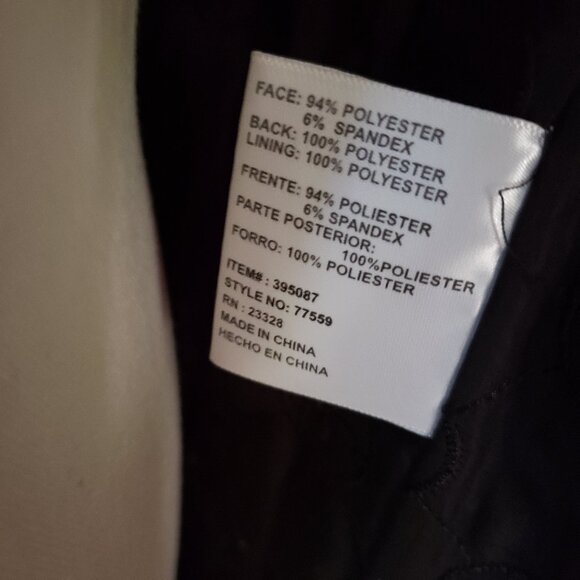 FACE: 94% POLYESTER
6% SPANDEX
BACK: 100% POLYESTER
LINING: 100% POLYESTER
FRENTE: 94% POLIESTER
6% SPANDEX
PARTE POSTERIOR:
100%POLIESTER
FORRO: 100% POLIESTER
ITEM# : 395087
STYLE NO: 77559
RN : 23328
MADE IN CHINA
HECHO EN CHINA